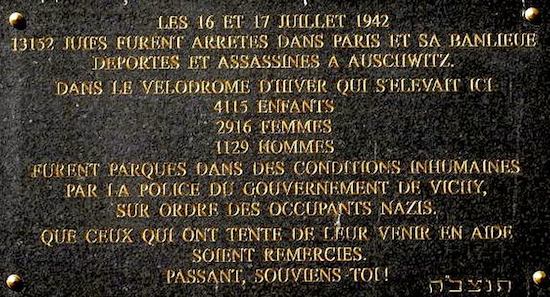 LES 16 ET 17 JUILLET 1942
13152 JUIFS FURENT ARRETES DANS PARIS ET SA BANLIEUE
DEPORTES ET ASSASSINES A AUSCHWITZ.
DANS LE VELODROME D'HIVER QUI S'ELEVAIT ICI
4115 ENFANTS
2916 FEMMES
1129 HOMMES
FURENT PARQUES DANS DES CONDITIONS INHUMAINES
PAR LA POLICE DU GOUVERNEMENT DE VICHY,
SUR ORDRE DES OCCUPANTS NAZIS.
QUE CEUX QUI ONT TENTE DE LEUR VENIR EN AIDE
SOIENT REMERCIES.
PASSANT, SOUVIENS-TOI !
תנצב"ה